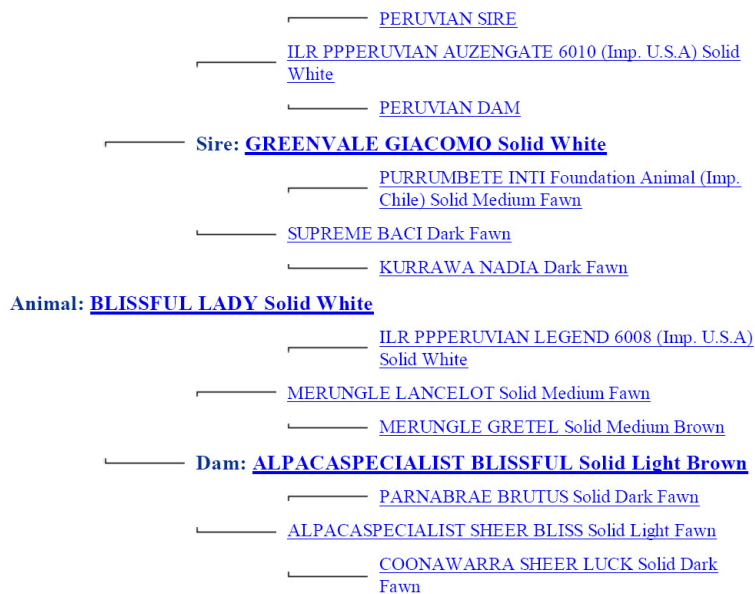 PERUVIAN SIRE
ILR PPPERUVIAN AUZENGATE 6010 (Imp. U.S.A) Solid
White
PERUVIAN DAM
Sire: GREENVALE GIACOMO Solid White
PURRUMBETE INTI Foundation Animal (Imp.
Chile) Solid Medium Fawn
SUPREME BACI Dark Fawn
KURRAWA NADIA Dark Fawn
Animal: BLISSFUL LADY Solid White
ILR PPPERUVIAN LEGEND 6008 (Imp. U.S.A)
Solid White
MERUNGLE LANCELOT Solid Medium Fawn
MERUNGLE GRETEL Solid Medium Brown
Dam: ALPACASPECIALIST BLISSFUL Solid Light Brown
PARNABRAE BRUTUS Solid Dark Fawn
ALPACASPECIALIST SHEER BLISS Solid Light Fawn
COONAWARRA SHEER LUCK Solid Dark
Fawn